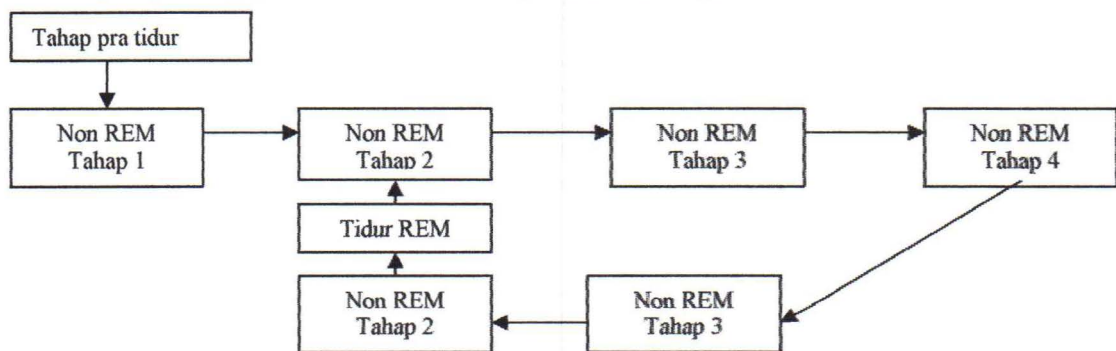 Tahap pra tidur
Non REM
Tahap 1
Non REM
Tahap 2
Non REM
Tahap 3
Non REM
Tahap 4
Tidur REM
Non REM
Tahap 2
Non REM
Tahap 3